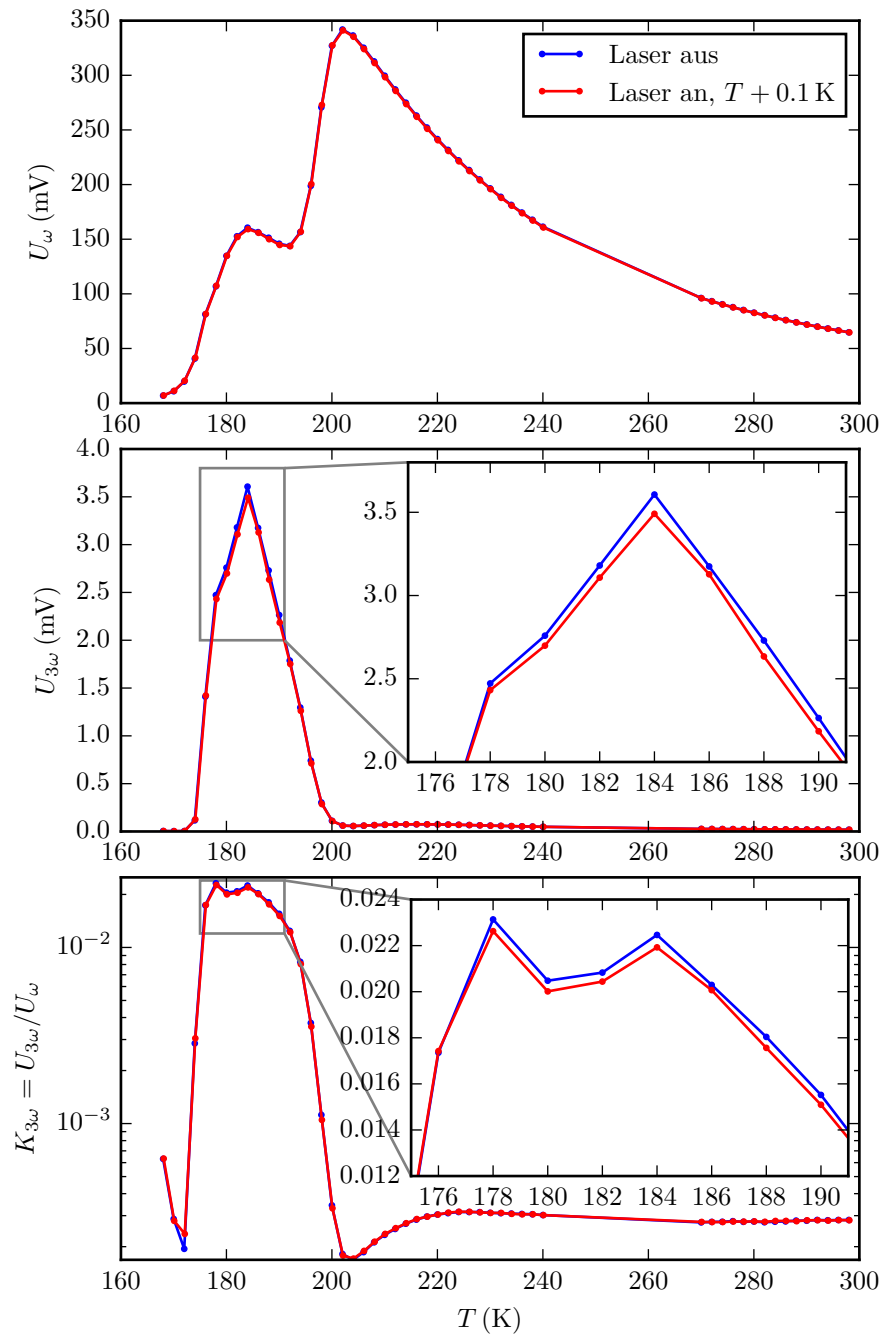 350
300
250
200
150
100
50
0
U_ω (mV)
Laser aus
Laser an, T + 0.1 K
160 180 200 220 240 260 280 300
4.0
3.5
3.0
2.5
2.0
1.5
1.0
0.5
0.0
U_3ω (mV)
3.5
3.0
2.5
2.0
176 178 180 182 184 186 188 190
160 180 200 220 240 260 280 300
10⁻²
10⁻³
K_3ω = U_3ω/U_ω
0.024
0.022
0.020
0.018
0.016
0.014
0.012
176 178 180 182 184 186 188 190
160 180 200 220 240 260 280 300
T (K)